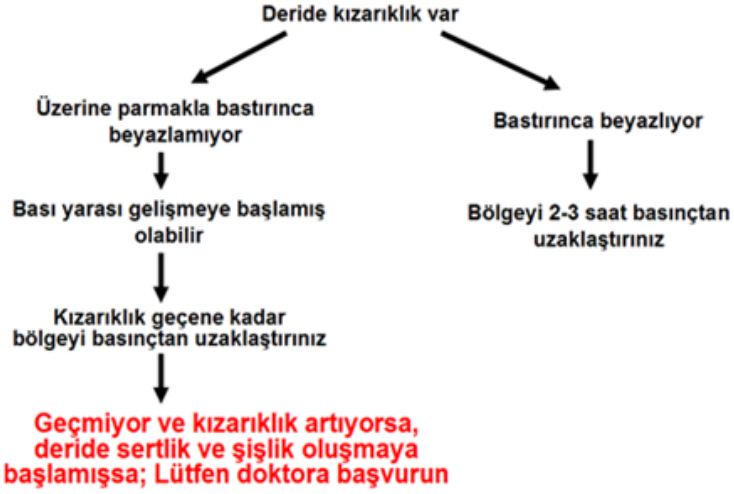 Deride kızarıklık var
Üzerine parmakla bastırınca
beyazlamıyor
Bastırınca beyazlıyor
Bası yarası gelişmeye başlamış
olabilir
Bölgeyi 2-3 saat basınçtan
uzaklaştırınız
Kızarıklık geçene kadar
bölgeyi basınçtan uzaklaştırınız
Geçmiyor ve kızarıklık artıyorsa,
deride sertlik ve şişlik oluşmaya
başlamışsa; Lütfen doktora başvurun